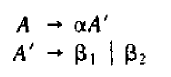 A → αA′
A′ → β₁ | β₂